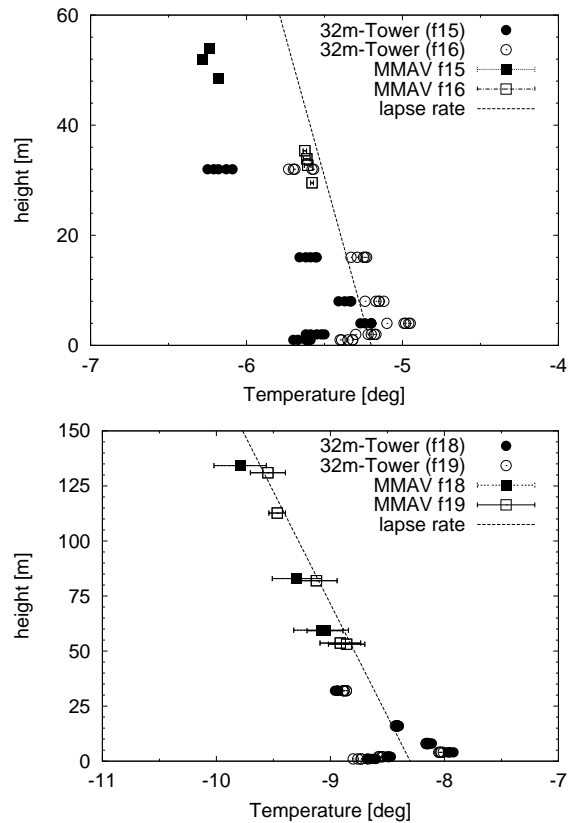 60
40
20
0
-7
-6
-5
-4
height [m]
Temperature [deg]
32m-Tower (f15)
32m-Tower (f16)
MMAV f15
MMAV f16
lapse rate
150
125
100
75
50
25
0
-11
-10
-9
-8
-7
height [m]
Temperature [deg]
32m-Tower (f18)
32m-Tower (f19)
MMAV f18
MMAV f19
lapse rate